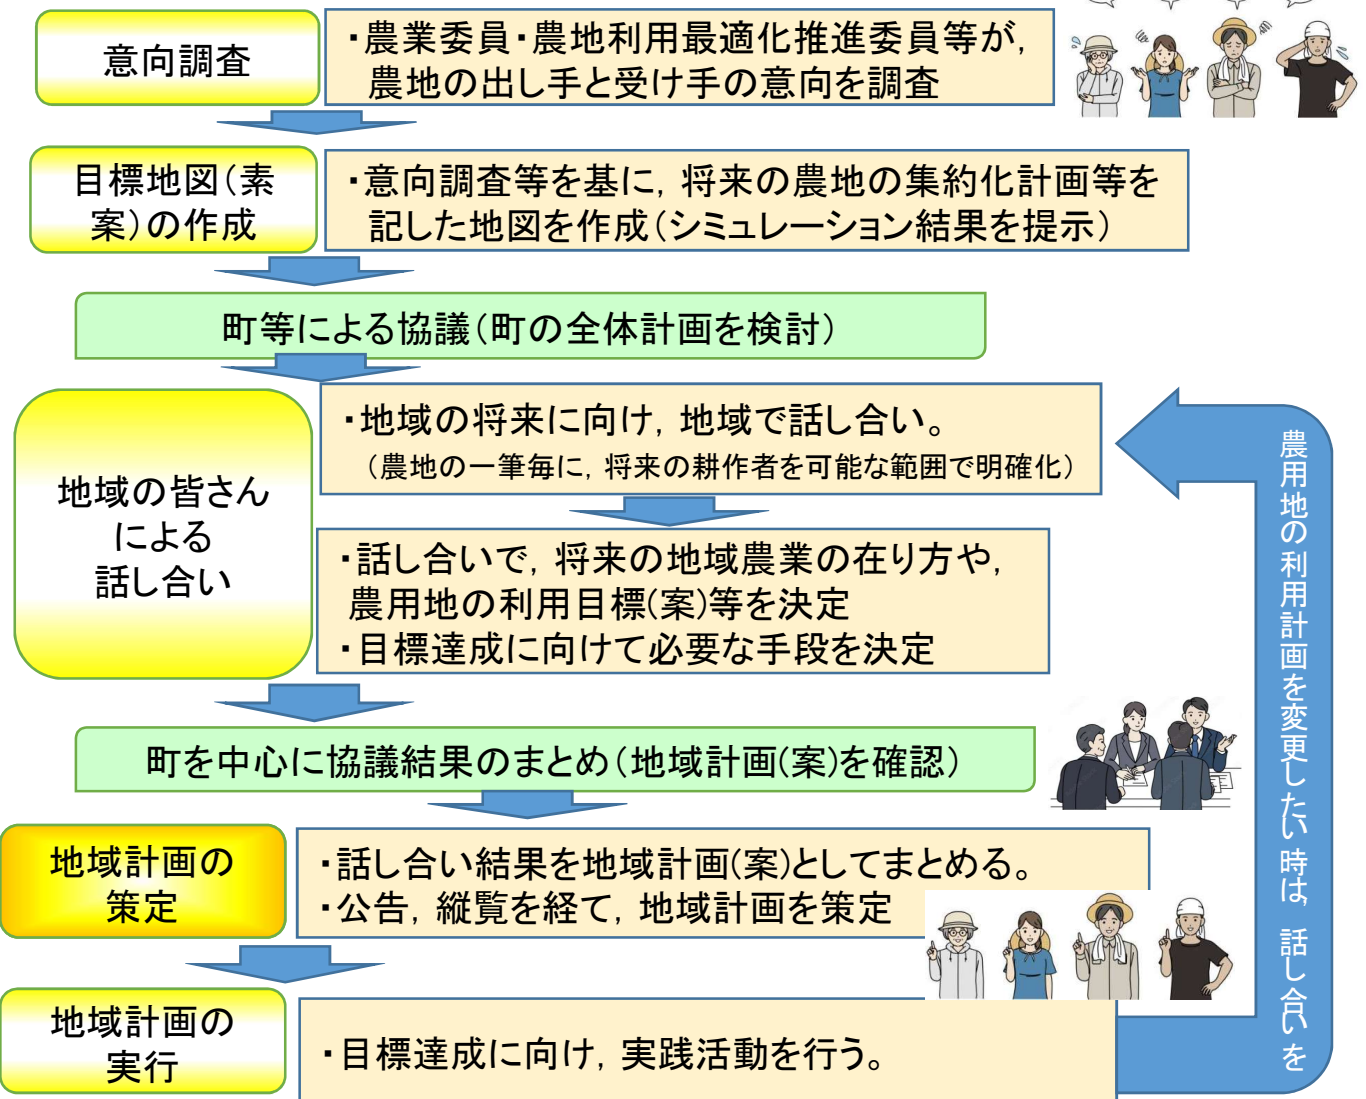 意向調査
・農業委員・農地利用最適化推進委員等が，
農地の出し手と受け手の意向を調査
目標地図（素
案）の作成
・意向調査等を基に，将来の農地の集約化計画等を
記した地図を作成（シミュレーション結果を提示）
町等による協議（町の全体計画を検討）
地域の皆さん
による
話し合い
・地域の将来に向け，地域で話し合い。
（農地の一筆毎に，将来の耕作者を可能な範囲で明確化）
・話し合いで，将来の地域農業の在り方や，
農用地の利用目標(案)等を決定
・目標達成に向けて必要な手段を決定
町を中心に協議結果のまとめ（地域計画(案)を確認）
地域計画の
策定
・話し合い結果を地域計画(案)としてまとめる。
・公告，縦覧を経て，地域計画を策定
地域計画の
実行
・目標達成に向け，実践活動を行う。
農用地の利用計画を変更したい時は，話し合いを